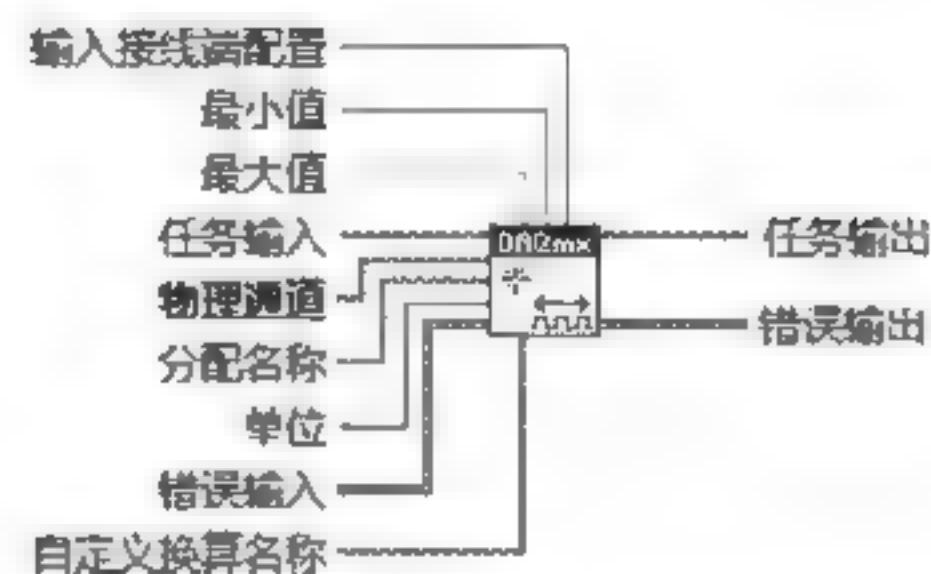 输入接线端配置
最小值
最大值
任务输入
物理通道
分配名称
单位
错误输入
自定义换算名称
DAQmx
任务输出
错误输出